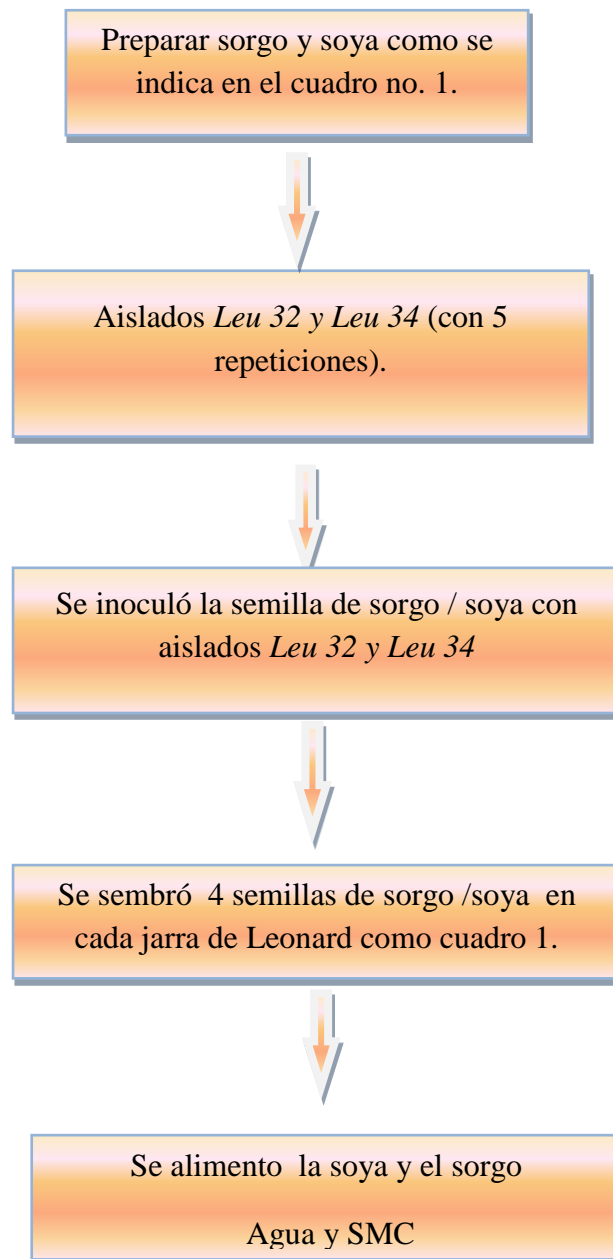 Preparar sorgo y soya como se
indica en el cuadro no. 1.
Aislados Leu 32 y Leu 34 (con 5
repeticiones).
Se inoculó la semilla de sorgo / soya con
aislados Leu 32 y Leu 34
Se sembró 4 semillas de sorgo /soya en
cada jarra de Leonard como cuadro 1.
Se alimento la soya y el sorgo
Agua y SMC